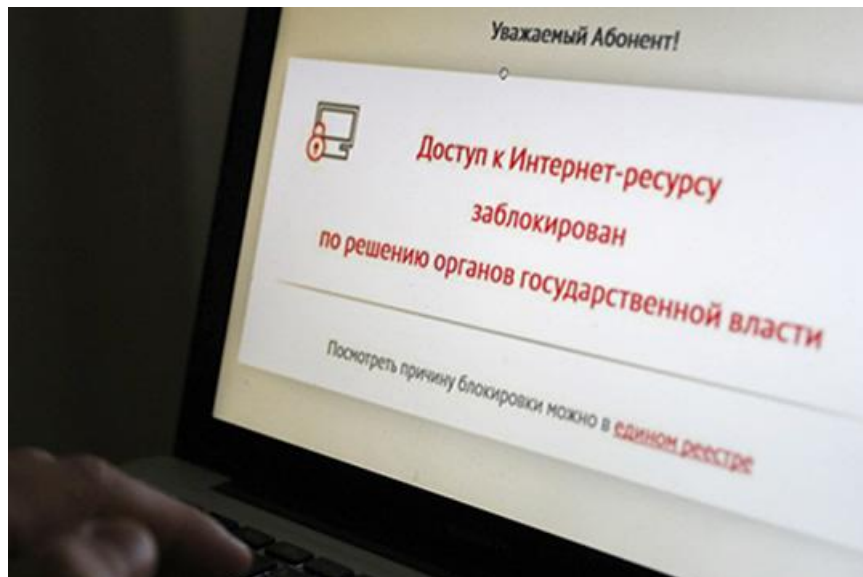 Уважаемый Абонент!
Доступ к Интернет-ресурсу
заблокирован
по решению органов государственной власти
Посмотреть причину блокировки можно в едином реестре